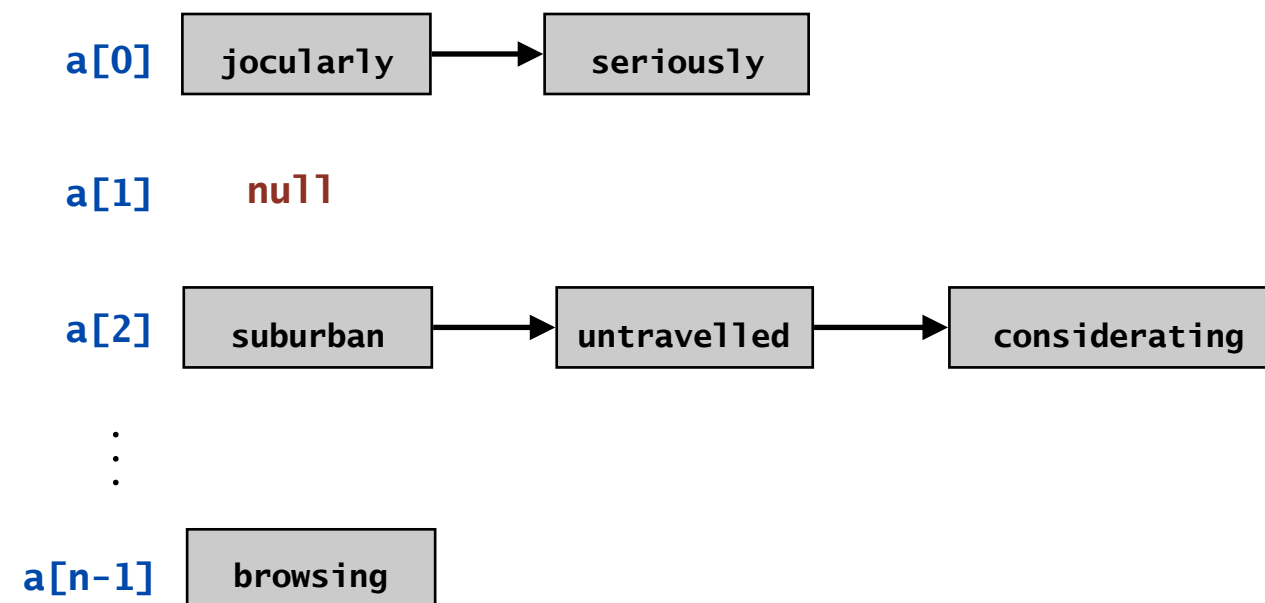 a[0] jocularly seriously
a[1] null
a[2] suburban untravelled considerating
.
.
.
a[n-1] browsing